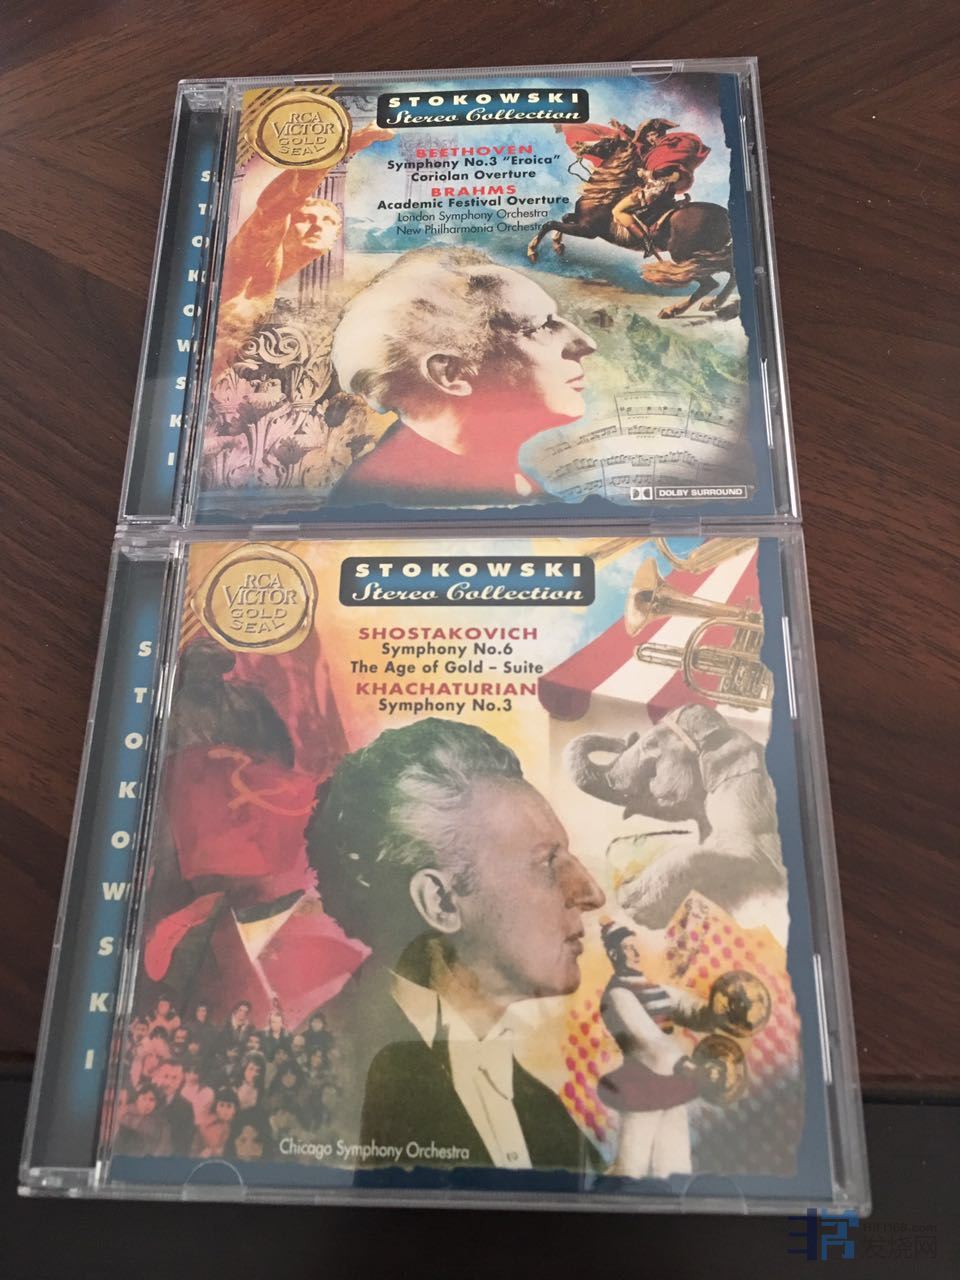 STOKOWSKI
Stereo Collection
RCA
VICTOR
GOLD
SEAL
BEETHOVEN
Symphony No.3 "Eroica"
Coriolan Overture
BRAHMS
Academic Festival Overture
London Symphony Orchestra
New Philharmonia Orchestra
STOKOWSKI
DOLBY SURROUND
STOKOWSKI
Stereo Collection
RCA
VICTOR
GOLD
SEAL
SHOSTAKOVICH
Symphony No.6
The Age of Gold – Suite
KHACHATURIAN
Symphony No.3
STOKOWSKI
Chicago Symphony Orchestra
HIFI168.com
发烧网